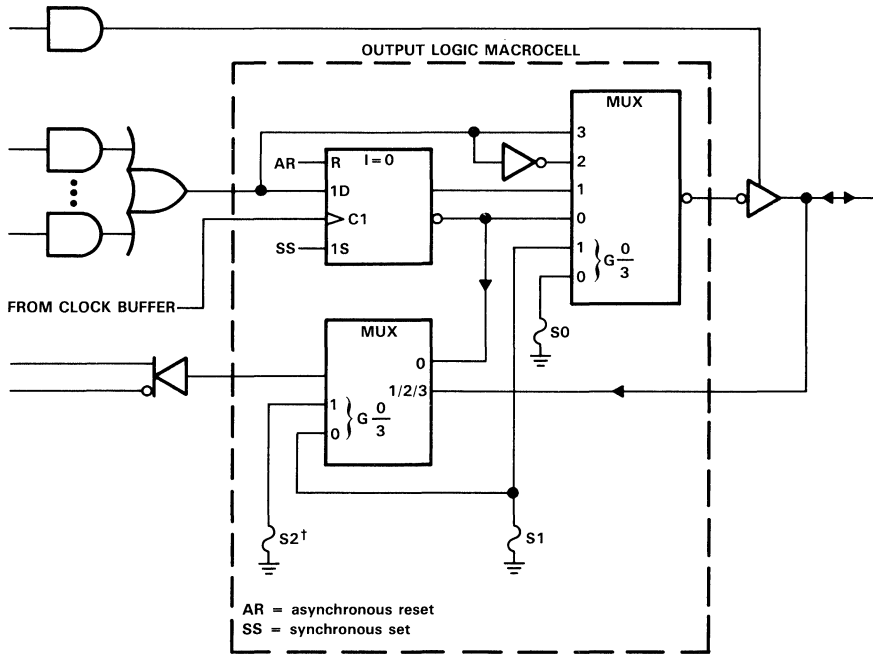 OUTPUT LOGIC MACROCELL
MUX
3
AR
R
I=0
2
1D
1
C1
0
SS
1S
1
G 0/3
0
FROM CLOCK BUFFER
S0
MUX
0
1/2/3
1
G 0/3
0
S2†
S1
AR = asynchronous reset
SS = synchronous set